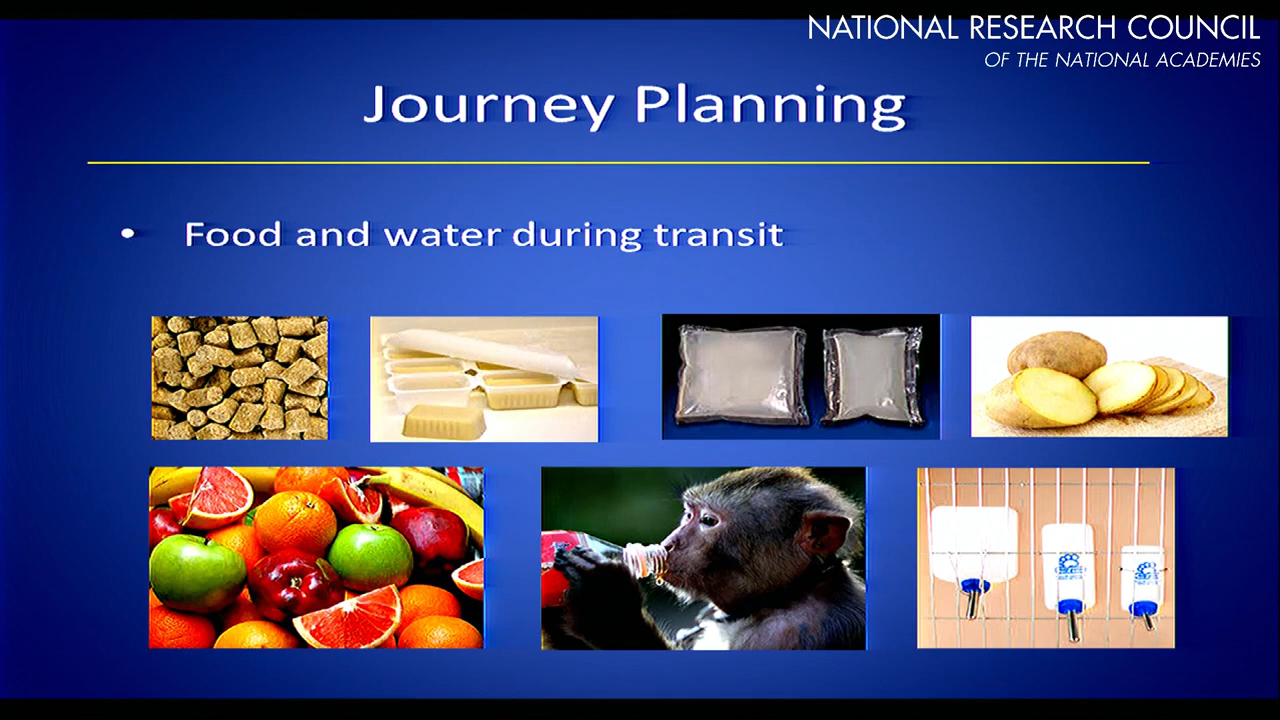 NATIONAL RESEARCH COUNCIL
OF THE NATIONAL ACADEMIES
Journey Planning
• Food and water during transit